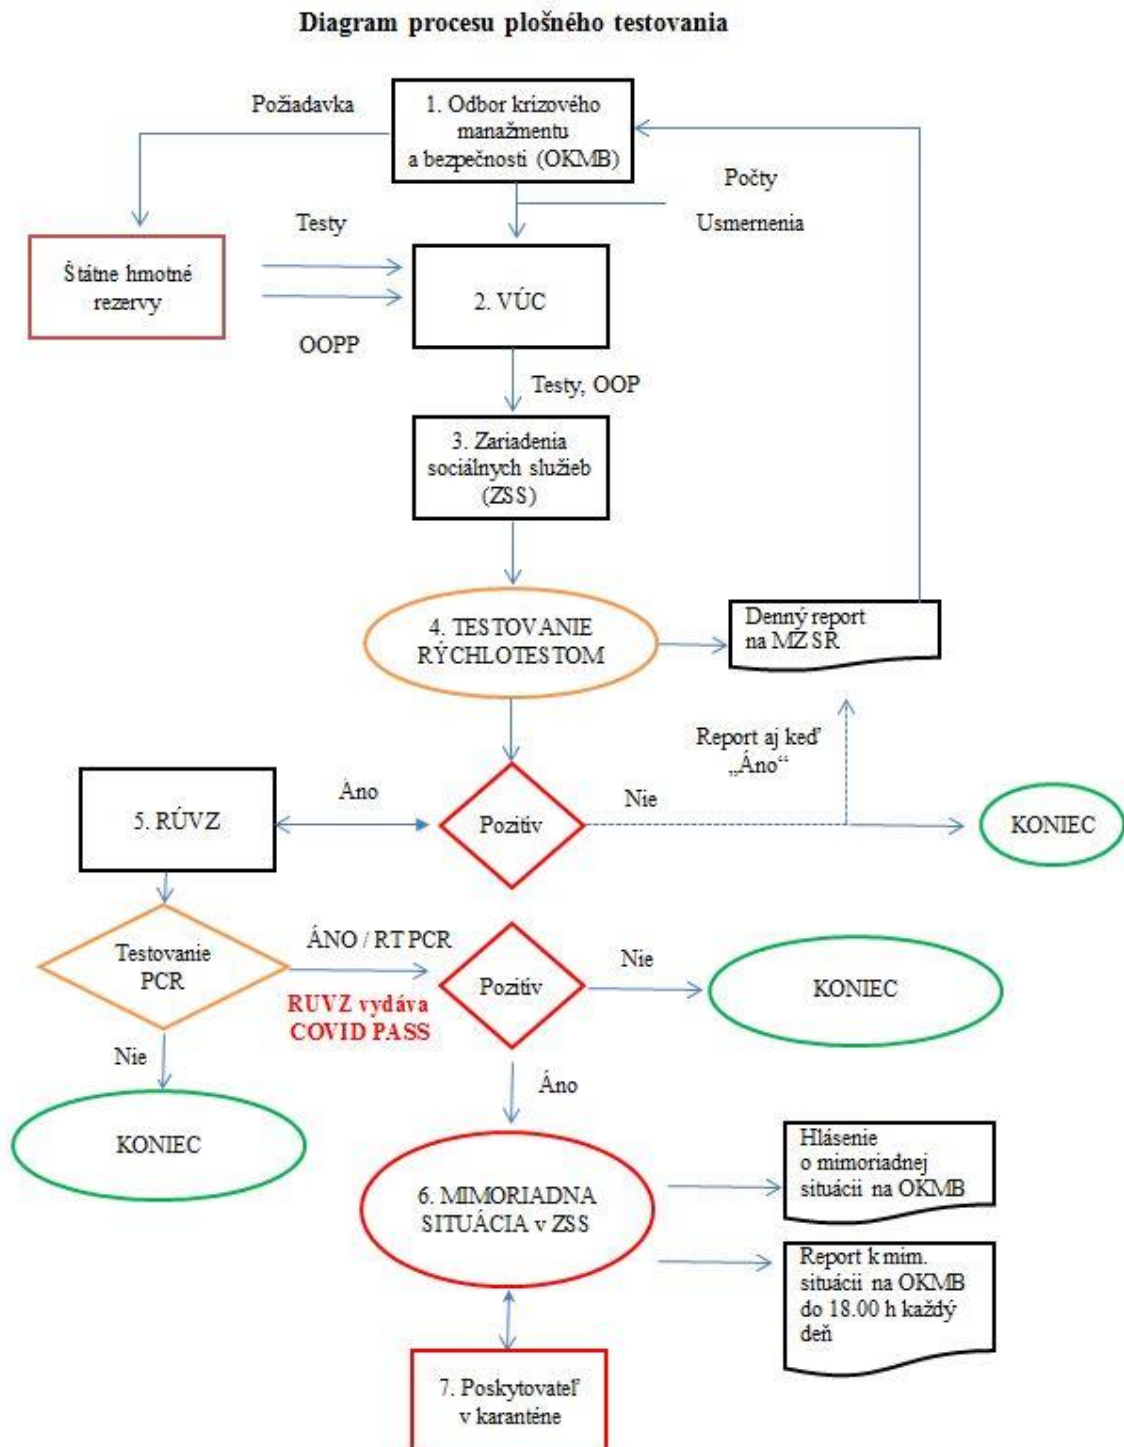 Diagram procesu plošného testovania
Požiadavka
1. Odbor krizového
manažmentu
a bezpečnosti (OKMB)
Počty
Usmernenia
Testy
Štátne hmotné
rezervy
2. VÚC
OOPP
Testy, OOP
3. Zariadenia
sociálnych služieb
(ZSS)
4. TESTOVANIE
RÝCHLOTESTOM
Denný report
na MZ SR
Report aj keď
„Áno“
Áno
Nie
5. RÚVZ
Pozitív
KONIEC
Testovanie
PCR
ÁNO / RT PCR
RUVZ vydáva
COVID PASS
Pozitív
Nie
KONIEC
Nie
Áno
KONIEC
6. MIMORIADNA
SITUÁCIA v ZSS
Hlásenie
o mimoriadnej
situácii na OKMB
Report k mim.
situácii na OKMB
do 18.00 h každý
deň
7. Poskytovateľ
v karanténe